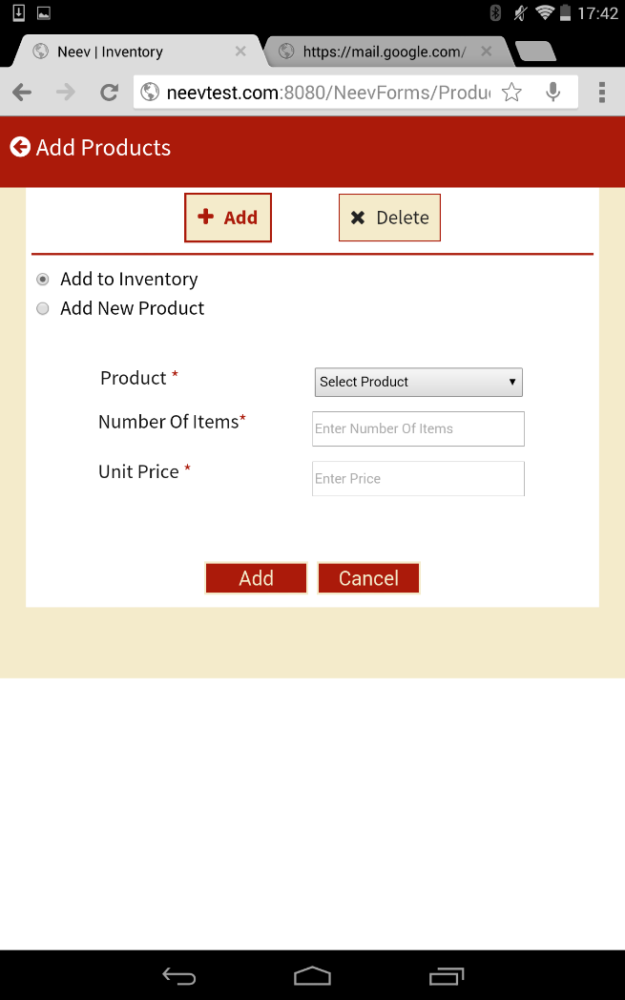 17:42
Neev | Inventory
https://mail.google.com/
neevtest.com:8080/NeevForms/Produ
Add Products
Add
Delete
Add to Inventory
Add New Product
Product *
Select Product
Number Of Items*
Enter Number Of Items
Unit Price *
Enter Price
Add
Cancel